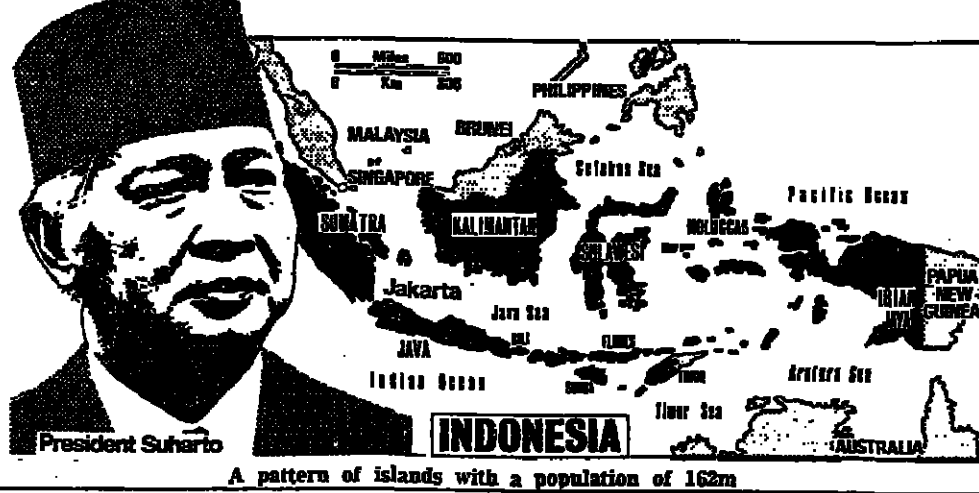 0 Miles 500
0 Km
PHILIPPINES
MALAYSIA
BRUNEI
SINGAPORE
Celebes Sea
Pacific Ocean
SUMATRA
KALIMANTAN
MOLUCCAS
SULAWESI
PAPUA
NEW
GUINEA
IRIAN
JAYA
Jakarta
Java Sea
JAVA
BALI
FLORES
TIMOR
Indian Ocean
Arafura Sea
Timor Sea
INDONESIA
AUSTRALIA
President Suharto
A pattern of islands with a population of 162m